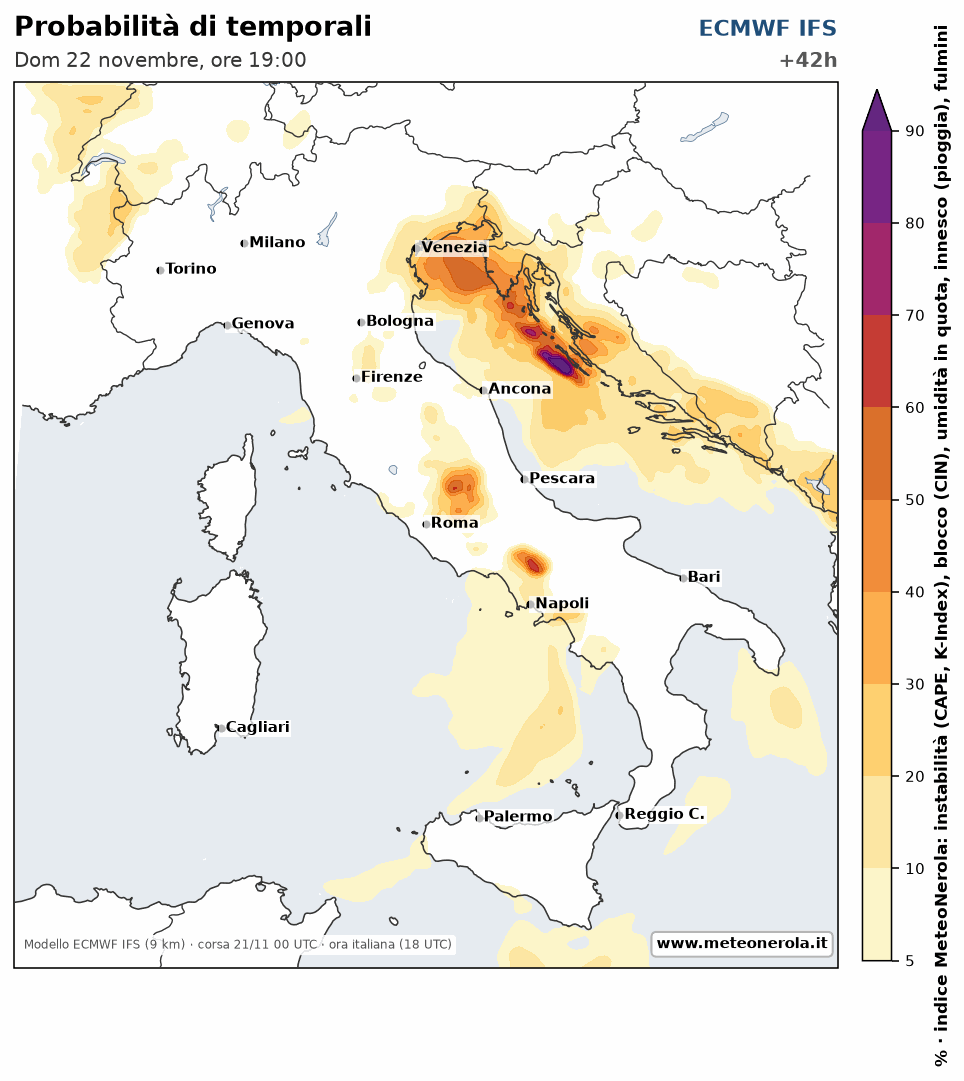 Probabilità di temporali
ECMWF IFS
Dom 22 novembre, ore 19:00
+42h
Milano
Venezia
Torino
Genova
Bologna
Firenze
Ancona
Pescara
Roma
Bari
Napoli
Cagliari
Palermo
Reggio C.
Modello ECMWF IFS (9 km) · corsa 21/11 00 UTC · ora italiana (18 UTC)
www.meteonerola.it
90
80
70
60
50
40
30
20
10
5
% · indice MeteoNerola: instabilità (CAPE, K-Index), blocco (CIN), umidità in quota, innesco (pioggia), fulmini